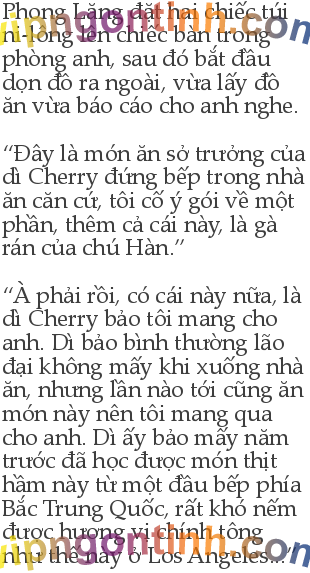 Phong Lăng đặt hai chiếc túi
ni lông lên chiếc bàn trong
phòng anh, sau đó bắt đầu
dọn đồ ra ngoài, vừa lấy đồ
ăn vừa báo cáo cho anh nghe.
“Đây là món ăn sở trưởng của
dì Cherry đứng bếp trong nhà
ăn căn cứ, tôi cố ý gói về một
phần, thêm cả cái này, là gà
rán của chú Hàn.”
“À phải rồi, có cái này nữa, là
dì Cherry bảo tôi mang cho
anh. Dì bảo bình thường lão
đại không mấy khi xuống nhà
ăn, nhưng lần nào tới cũng ăn
món này nên tôi mang qua
cho anh. Dì ấy bảo mấy năm
trước đã học được món thịt
hầm này từ một đầu bếp phía
Bắc Trung Quốc, rất khó nếm
được hương vị chính tông
như thế này ở Los Angeles...”